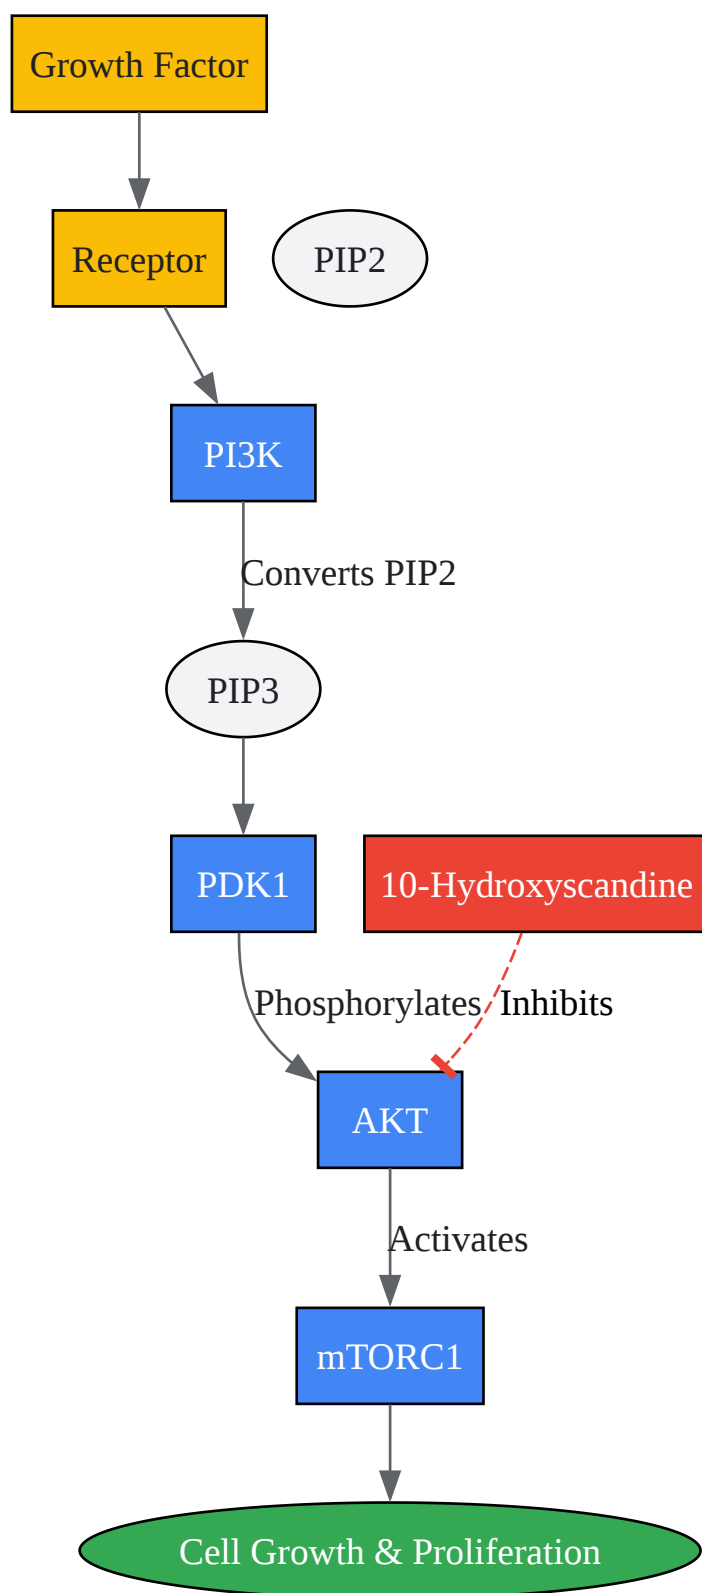 Growth Factor
Receptor
PIP2
PI3K
Converts PIP2
PIP3
PDK1
10-Hydroxyscandine
Phosphorylates
Inhibits
AKT
Activates
mTORC1
Cell Growth & Proliferation